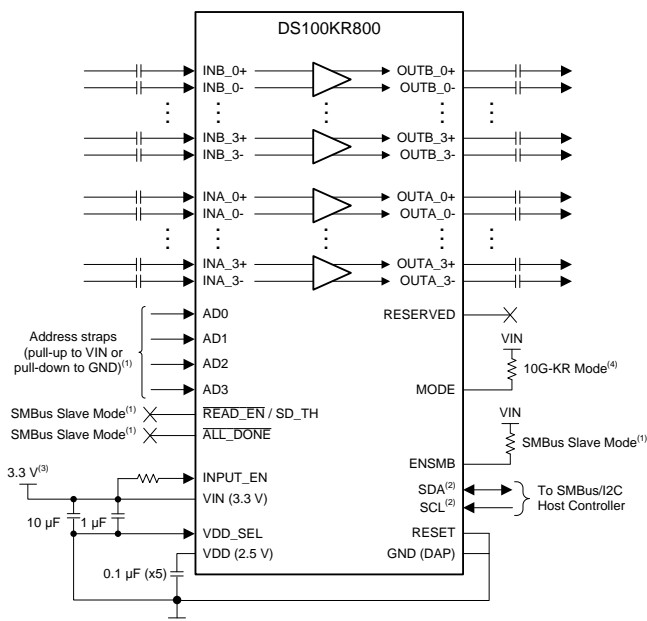 DS100KR800
INB_0+ OUTB_0+
INB_0- OUTB_0-
INB_3+ OUTB_3+
INB_3- OUTB_3-
INA_0+ OUTA_0+
INA_0- OUTA_0-
INA_3+ OUTA_3+
INA_3- OUTA_3-
Address straps
(pull-up to VIN or
pull-down to GND)(1)
AD0
AD1
AD2
AD3
RESERVED
VIN
10G-KR Mode(4)
MODE
SMBus Slave Mode(1) READ_EN / SD_TH
SMBus Slave Mode(1) ALL_DONE
VIN
SMBus Slave Mode(1)
ENSMB
3.3 V(3)
INPUT_EN
VIN (3.3 V)
SDA(2)
SCL(2)
To SMBus/I2C
Host Controller
10 µF 1 µF
VDD_SEL
VDD (2.5 V)
RESET
GND (DAP)
0.1 µF (x5)